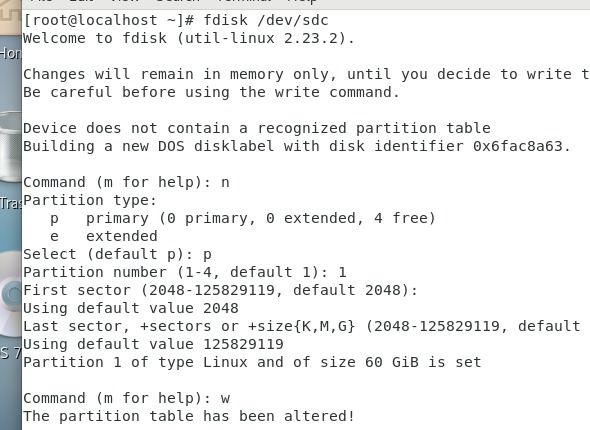 [root@localhost ~]# fdisk /dev/sdc
Welcome to fdisk (util-linux 2.23.2).
Changes will remain in memory only, until you decide to write t
Be careful before using the write command.
Device does not contain a recognized partition table
Building a new DOS disklabel with disk identifier 0x6fac8a63.
Command (m for help): n
Partition type:
   p   primary (0 primary, 0 extended, 4 free)
   e   extended
Select (default p): p
Partition number (1-4, default 1): 1
First sector (2048-125829119, default 2048):
Using default value 2048
Last sector, +sectors or +size{K,M,G} (2048-125829119, default
Using default value 125829119
Partition 1 of type Linux and of size 60 GiB is set
Command (m for help): w
The partition table has been altered!